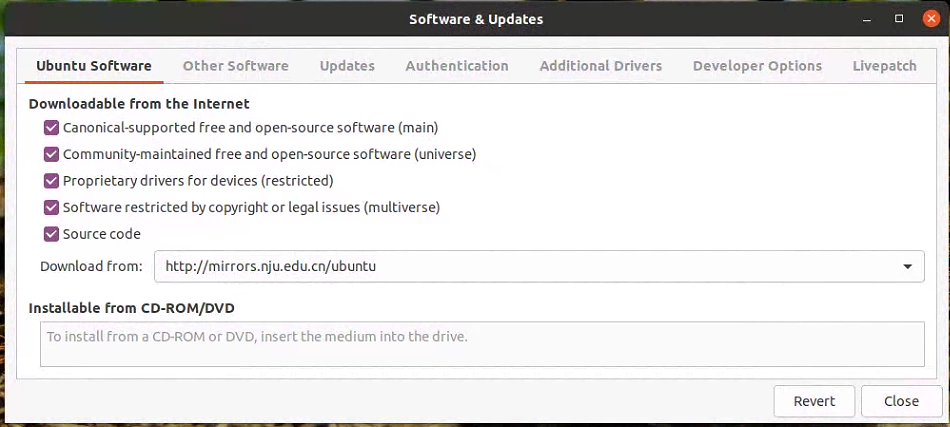 Software & Updates
Ubuntu Software Other Software Updates Authentication Additional Drivers Developer Options Livepatch
Downloadable from the Internet
Canonical-supported free and open-source software (main)
Community-maintained free and open-source software (universe)
Proprietary drivers for devices (restricted)
Software restricted by copyright or legal issues (multiverse)
Source code
Download from: http://mirrors.nju.edu.cn/ubuntu
Installable from CD-ROM/DVD
To install from a CD-ROM or DVD, insert the medium into the drive.
Revert Close